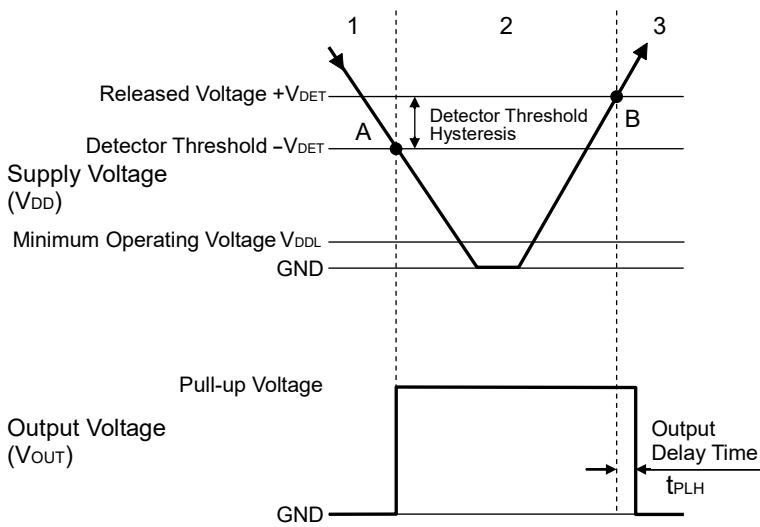 1 2 3
Released Voltage +VDET
Detector Threshold
Hysteresis
A
B
Detector Threshold –VDET
Supply Voltage
(VDD)
Minimum Operating Voltage VDDL
GND
Pull-up Voltage
Output Voltage
(VOUT)
Output
Delay Time
tPLH
GND